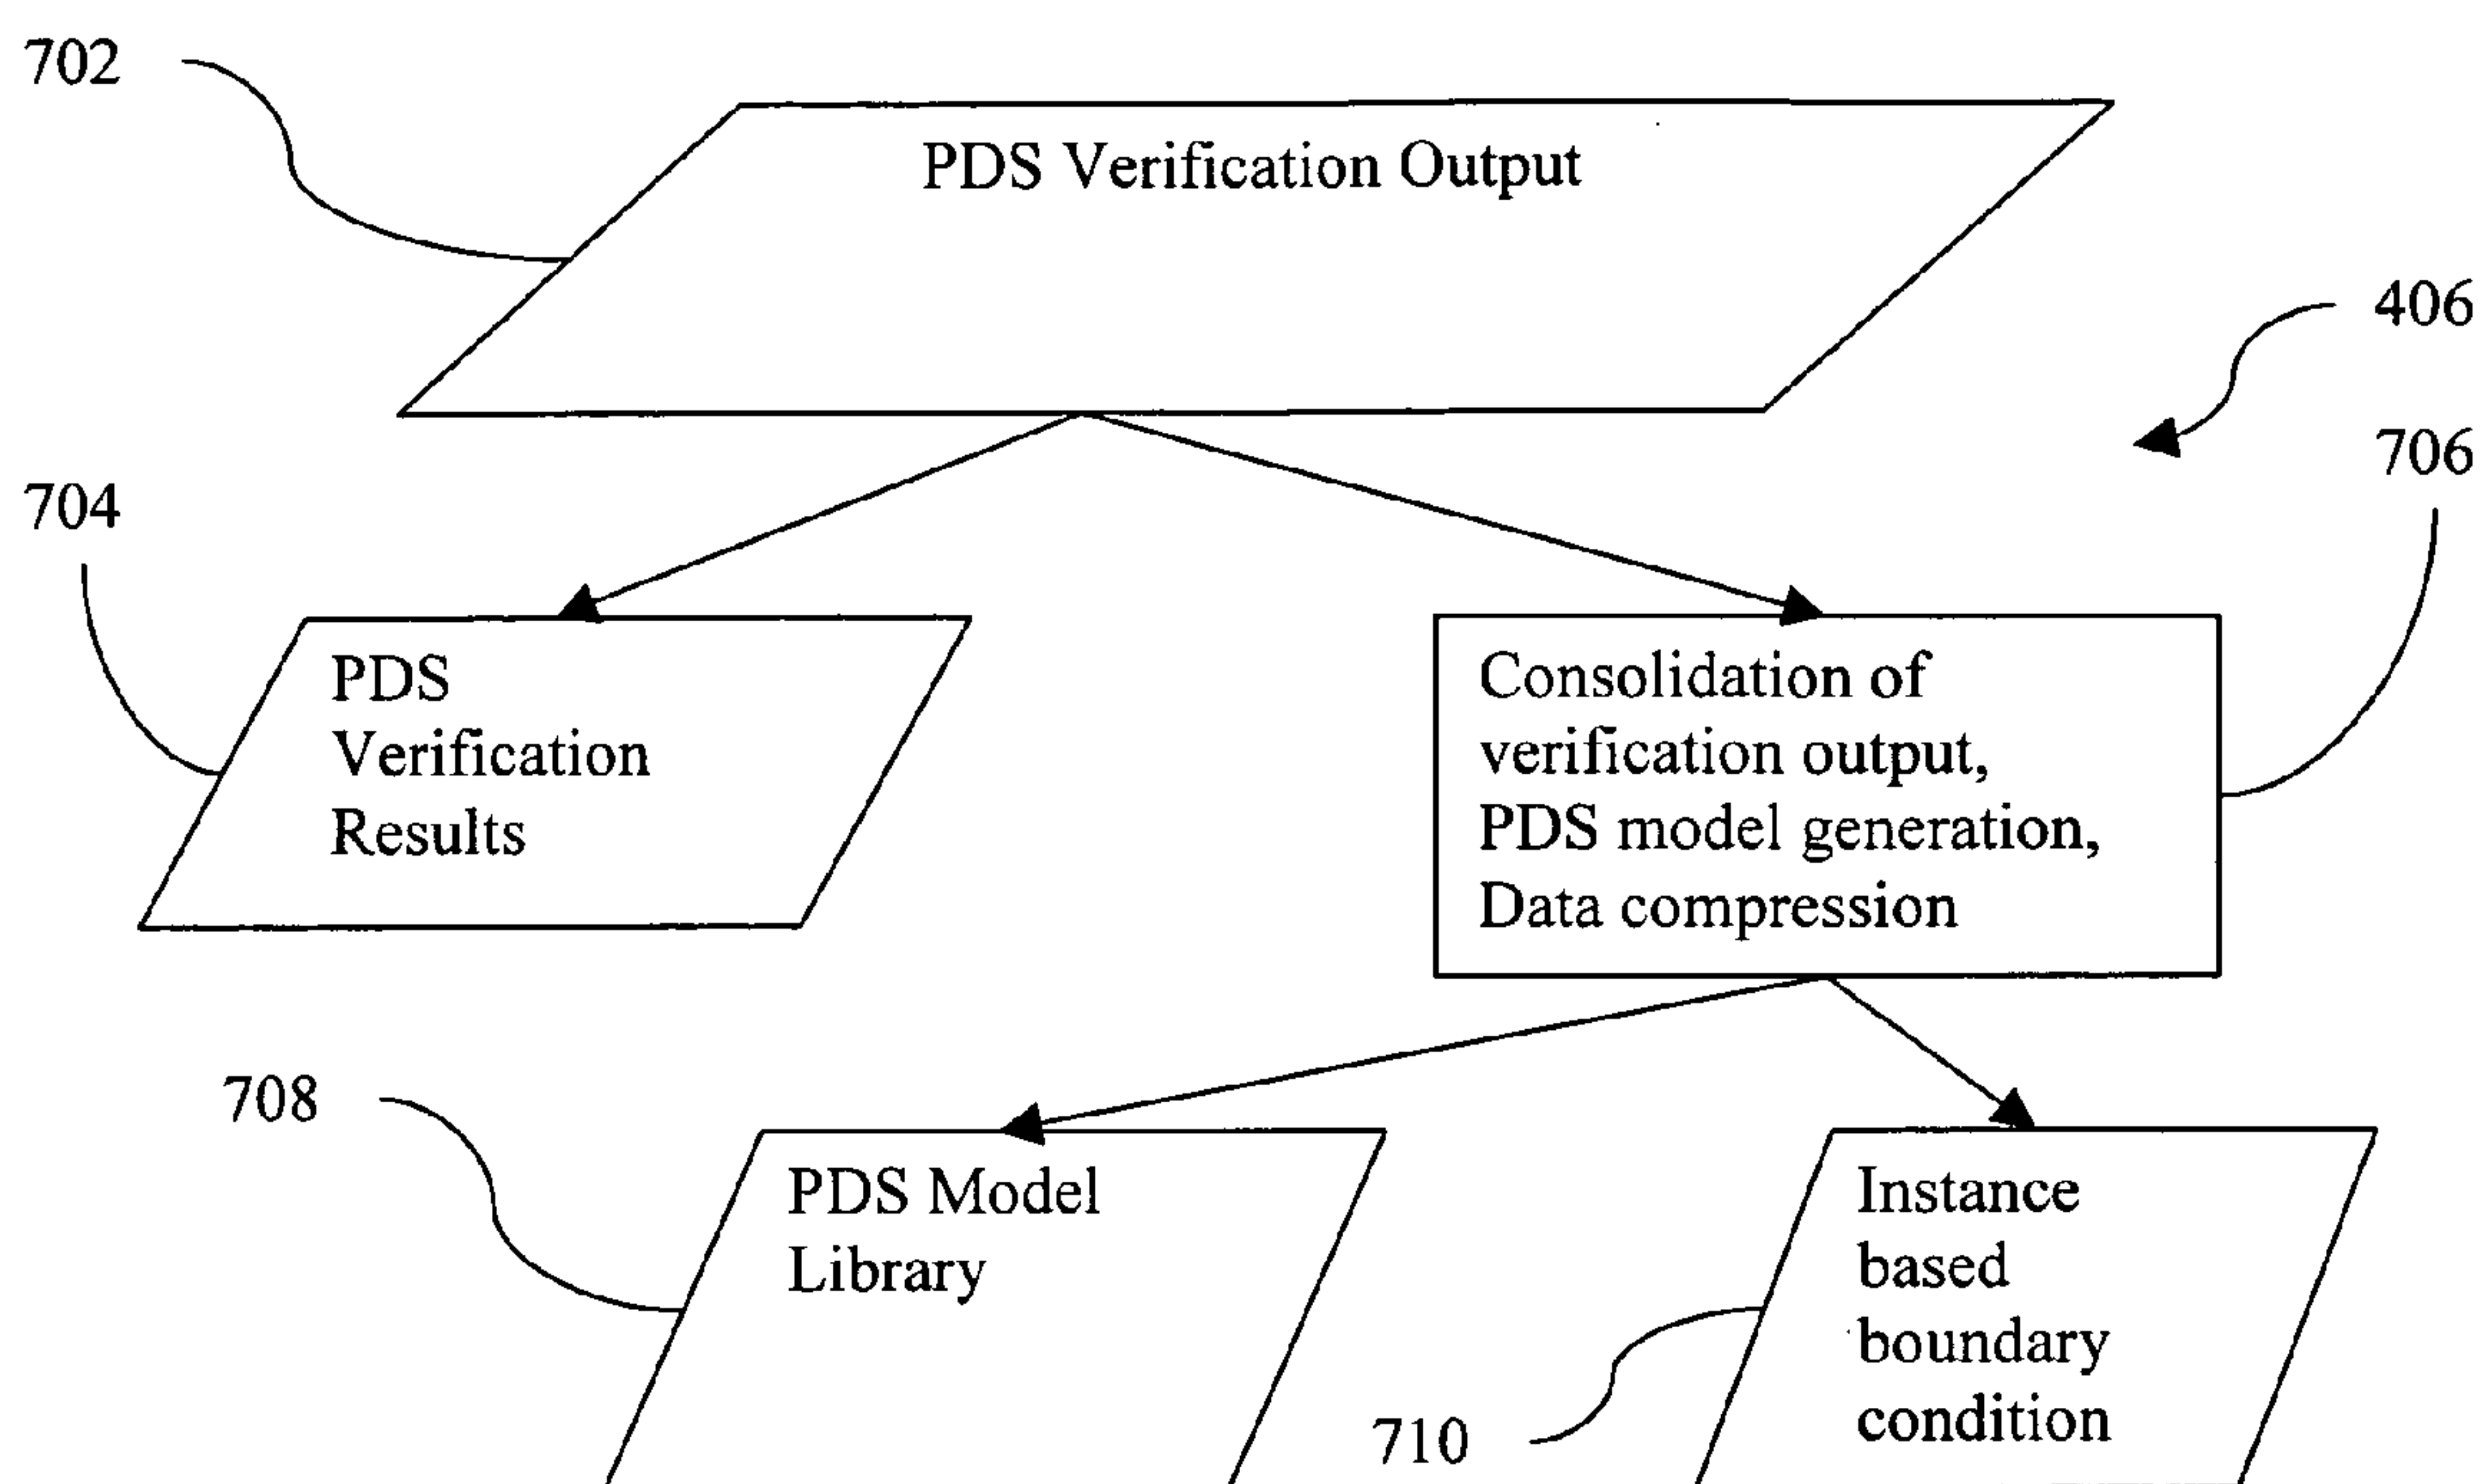 702
PDS Verification Output
406
706
704
PDS
Verification
Results
Consolidation of
verification output,
PDS model generation,
Data compression
708
PDS Model
Library
Instance
based
boundary
condition
710